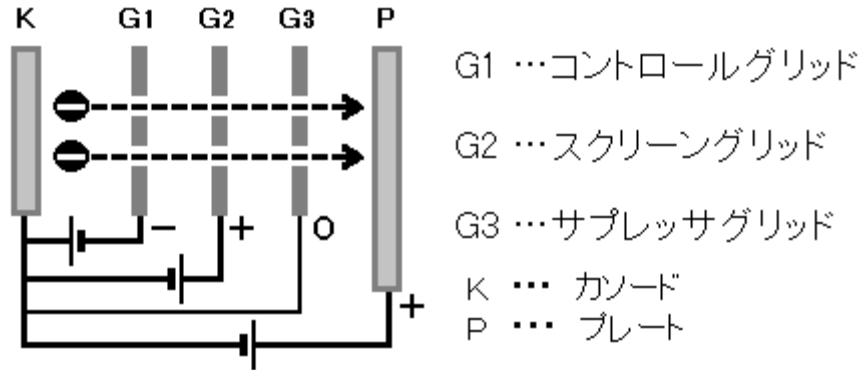 K G1 G2 G3 P
G1 …コントロールグリッド
G2 …スクリーングリッド
− + 0
G3 …サプレッサグリッド
K … カソード
+
P … プレート